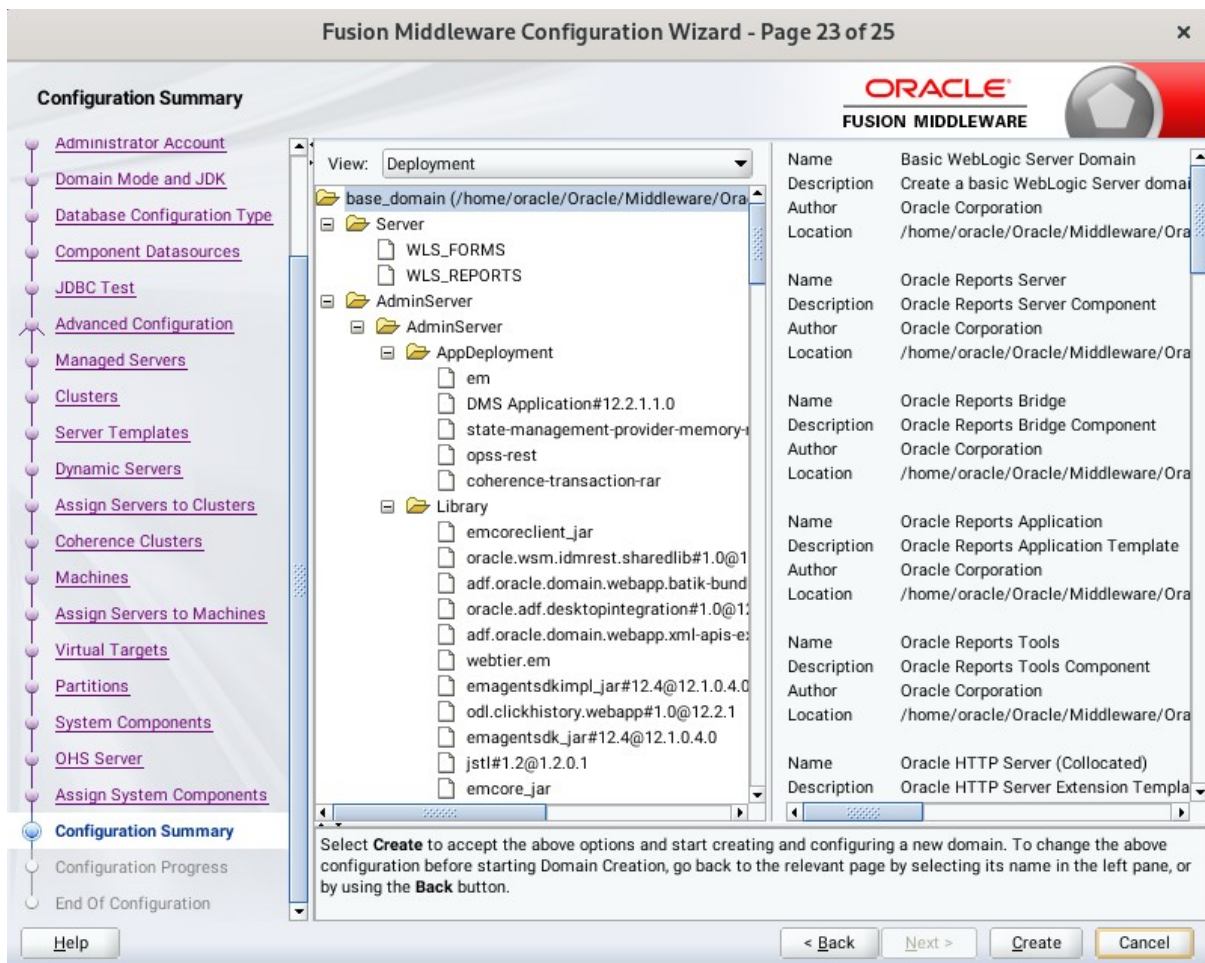 Fusion Middleware Configuration Wizard - Page 23 of 25
Configuration Summary
ORACLE
FUSION MIDDLEWARE
Administrator Account
Domain Mode and JDK
Database Configuration Type
Component Datasources
JDBC Test
Advanced Configuration
Managed Servers
Clusters
Server Templates
Dynamic Servers
Assign Servers to Clusters
Coherence Clusters
Machines
Assign Servers to Machines
Virtual Targets
Partitions
System Components
OHS Server
Assign System Components
Configuration Summary
Configuration Progress
End Of Configuration
View: Deployment
base_domain (/home/oracle/Oracle/Middleware/Ora
Server
WLS_FORMS
WLS_REPORTS
AdminServer
AdminServer
AppDeployment
em
DMS Application#12.2.1.1.0
state-management-provider-memory-
opss-rest
coherence-transaction-rar
Library
emcoreclient_jar
oracle.wsm.idmrest.sharedlib#1.0@1
adf.oracle.domain.webapp.batik-bund
oracle.adf.desktopintegration#1.0@1
adf.oracle.domain.webapp.xml-apis-e
webtier.em
emagentsdkimpl_jar#12.4@12.1.0.4.0
odl.clickhistory.webapp#1.0@12.2.1
emagentsdk_jar#12.4@12.1.0.4.0
jstl#1.2@1.2.0.1
emcore_jar
Name Basic WebLogic Server Domain
Description Create a basic WebLogic Server domai
Author Oracle Corporation
Location /home/oracle/Oracle/Middleware/Ora
Name Oracle Reports Server
Description Oracle Reports Server Component
Author Oracle Corporation
Location /home/oracle/Oracle/Middleware/Ora
Name Oracle Reports Bridge
Description Oracle Reports Bridge Component
Author Oracle Corporation
Location /home/oracle/Oracle/Middleware/Ora
Name Oracle Reports Application
Description Oracle Reports Application Template
Author Oracle Corporation
Location /home/oracle/Oracle/Middleware/Ora
Name Oracle Reports Tools
Description Oracle Reports Tools Component
Author Oracle Corporation
Location /home/oracle/Oracle/Middleware/Ora
Name Oracle HTTP Server (Collocated)
Description Oracle HTTP Server Extension Templa
Select Create to accept the above options and start creating and configuring a new domain. To change the above
configuration before starting Domain Creation, go back to the relevant page by selecting its name in the left pane, or
by using the Back button.
Help
< Back
Next >
Create
Cancel